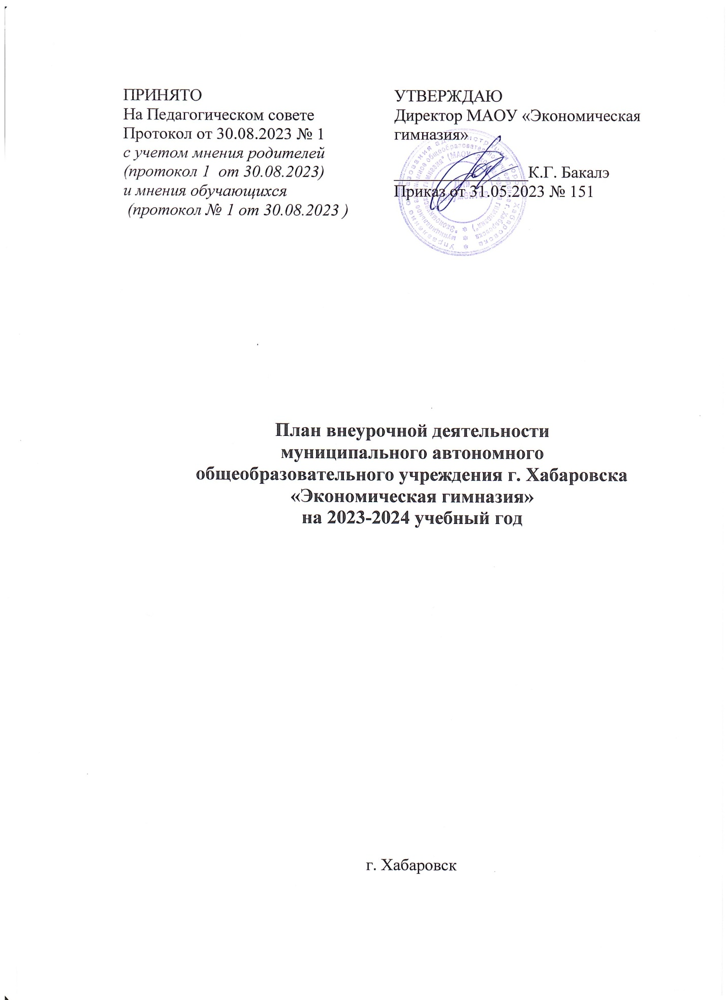 ПРИНЯТО
На Педагогическом совете
Протокол от 30.08.2023 № 1
с учетом мнения родителей
(протокол 1  от 30.08.2023)
и мнения обучающихся
(протокол № 1 от 30.08.2023 )
УТВЕРЖДАЮ
Директор МАОУ «Экономическая
гимназия»
________________К.Г. Бакалэ
Приказ от 31.05.2023 № 151
План внеурочной деятельности
муниципального автономного
общеобразовательного учреждения г. Хабаровска
«Экономическая гимназия»
на 2023-2024 учебный год
г. Хабаровск